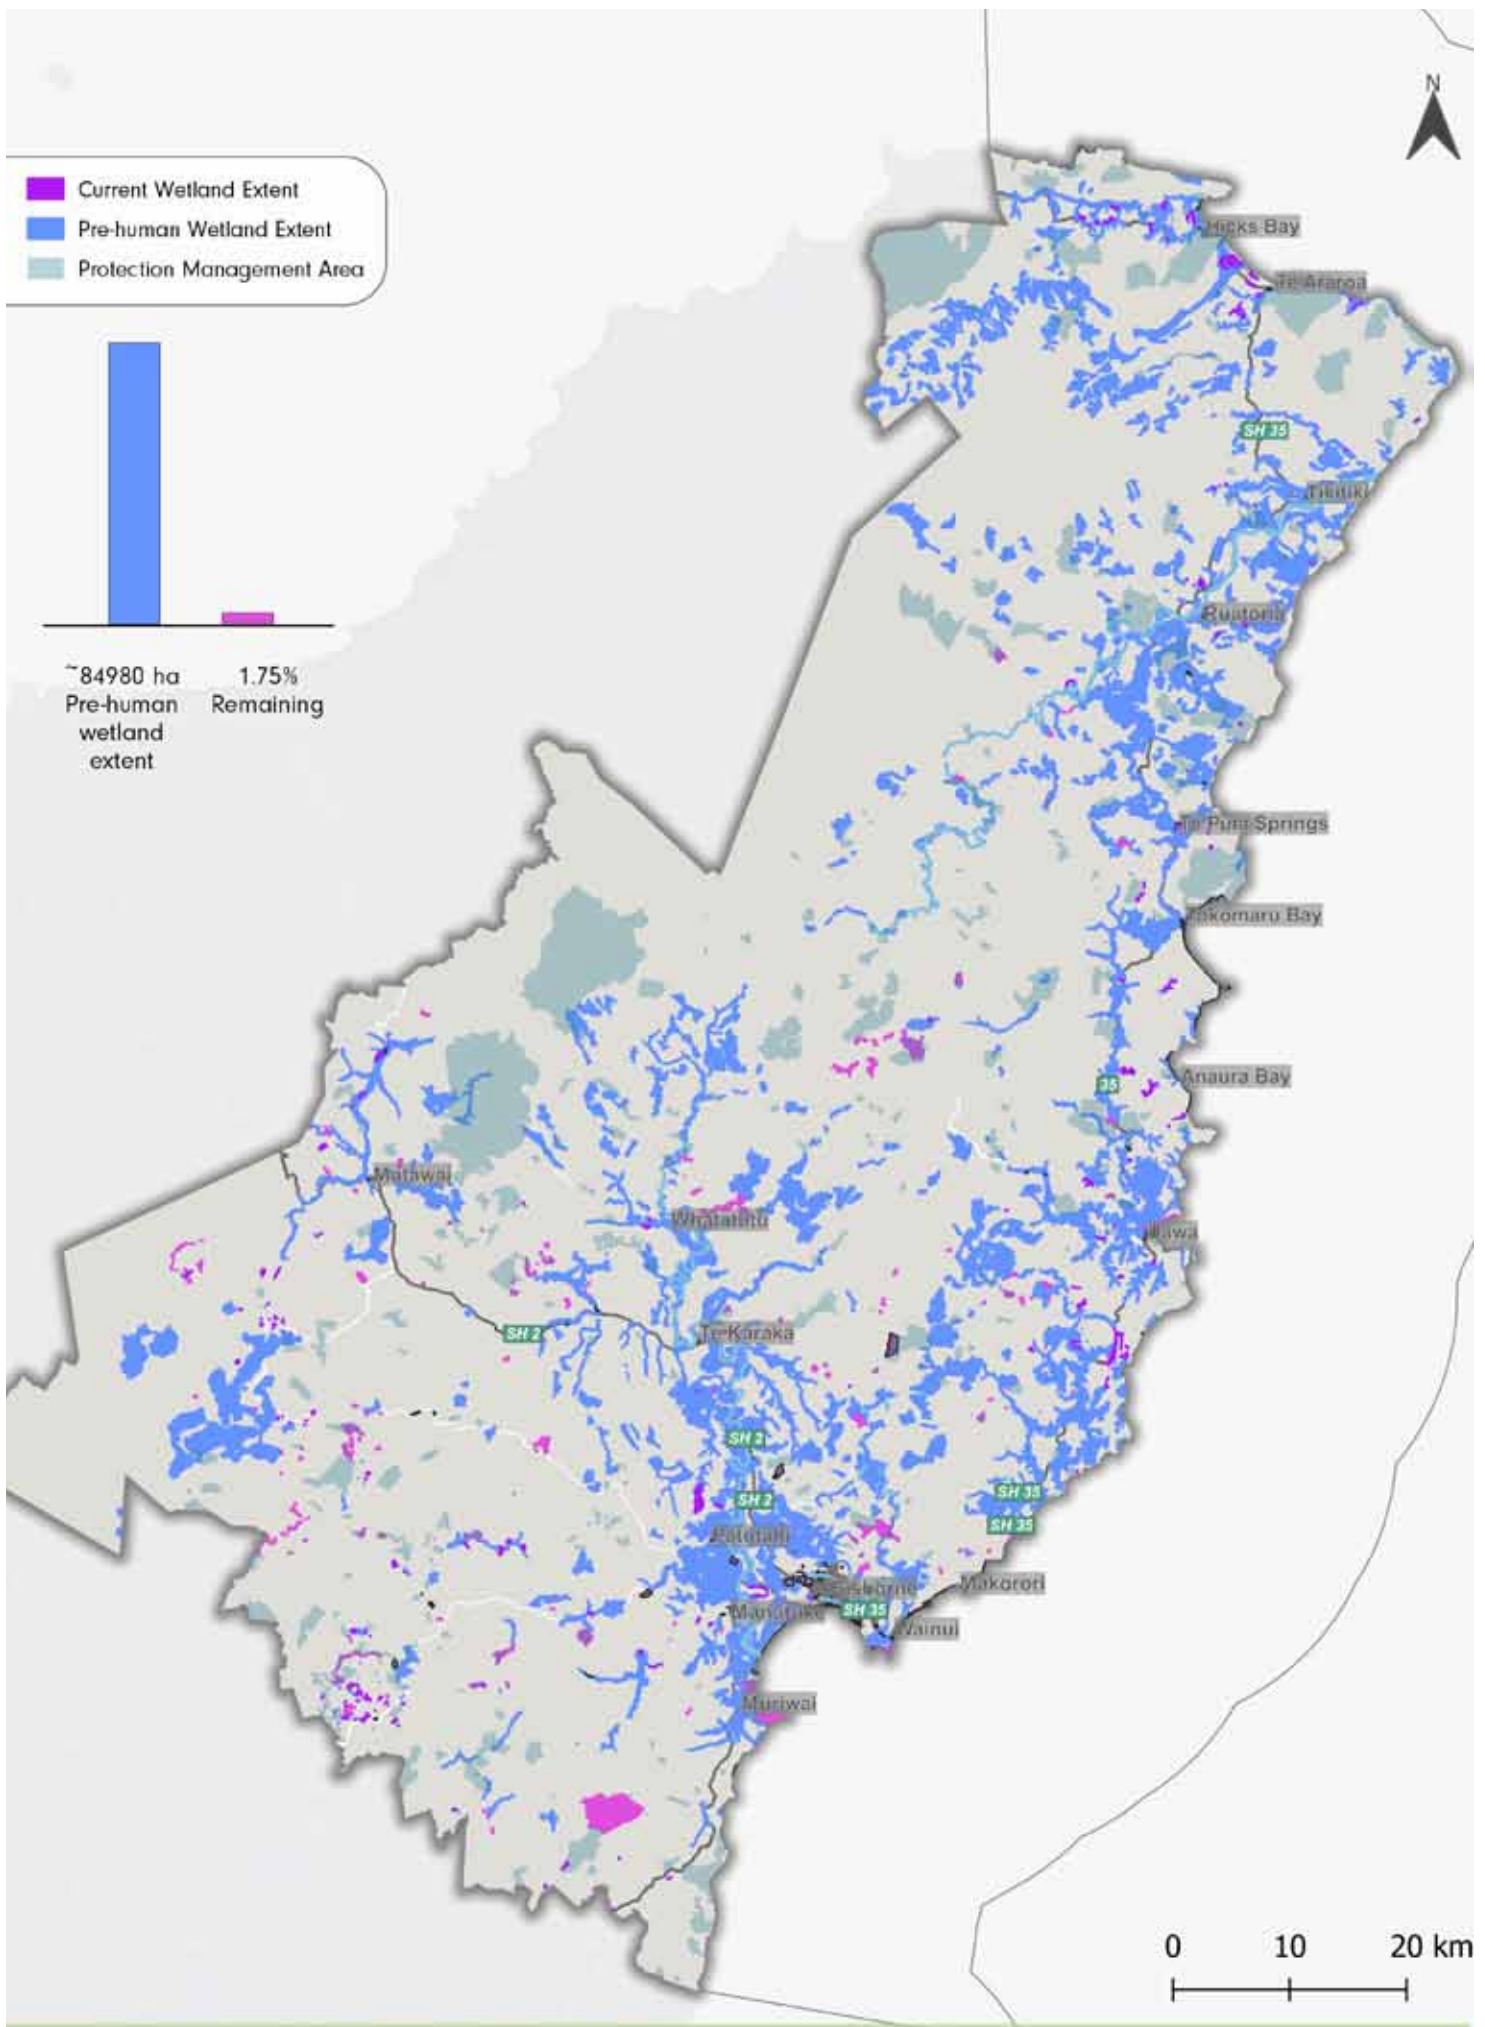 N
Current Wetland Extent
Pre-human Wetland Extent
Protection Management Area
Hicks Bay
Te Araroa
SH 35
Tikitiki
Ruatoria
~84980 ha
Pre-human
wetland
extent
1.75%
Remaining
Te Puia Springs
Tokomaru Bay
35
Anaura Bay
Matawai
Whatatutu
Tawa
SH 2
Te Karaka
SH 2
SH 2
SH 35
SH 35
Patutahi
Gisborne
Makorori
SH 35
Manutuke
Wainui
Muriwai
0 10 20 km